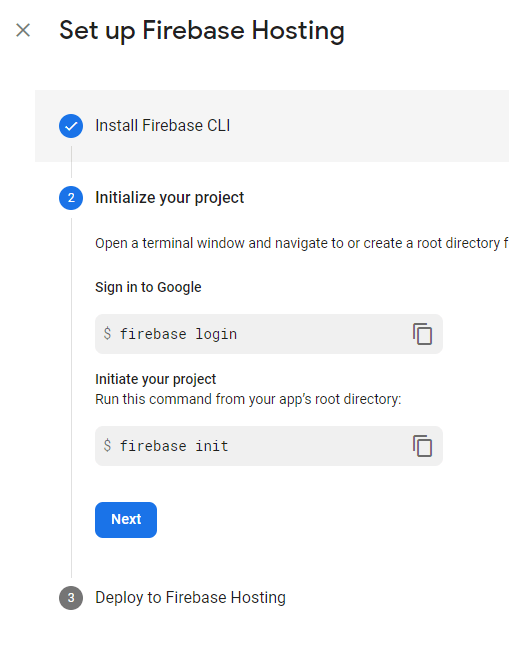 Set up Firebase Hosting
Install Firebase CLI
2
Initialize your project
Open a terminal window and navigate to or create a root directory f
Sign in to Google
$ firebase login
Initiate your project
Run this command from your app's root directory:
$ firebase init
Next
3
Deploy to Firebase Hosting